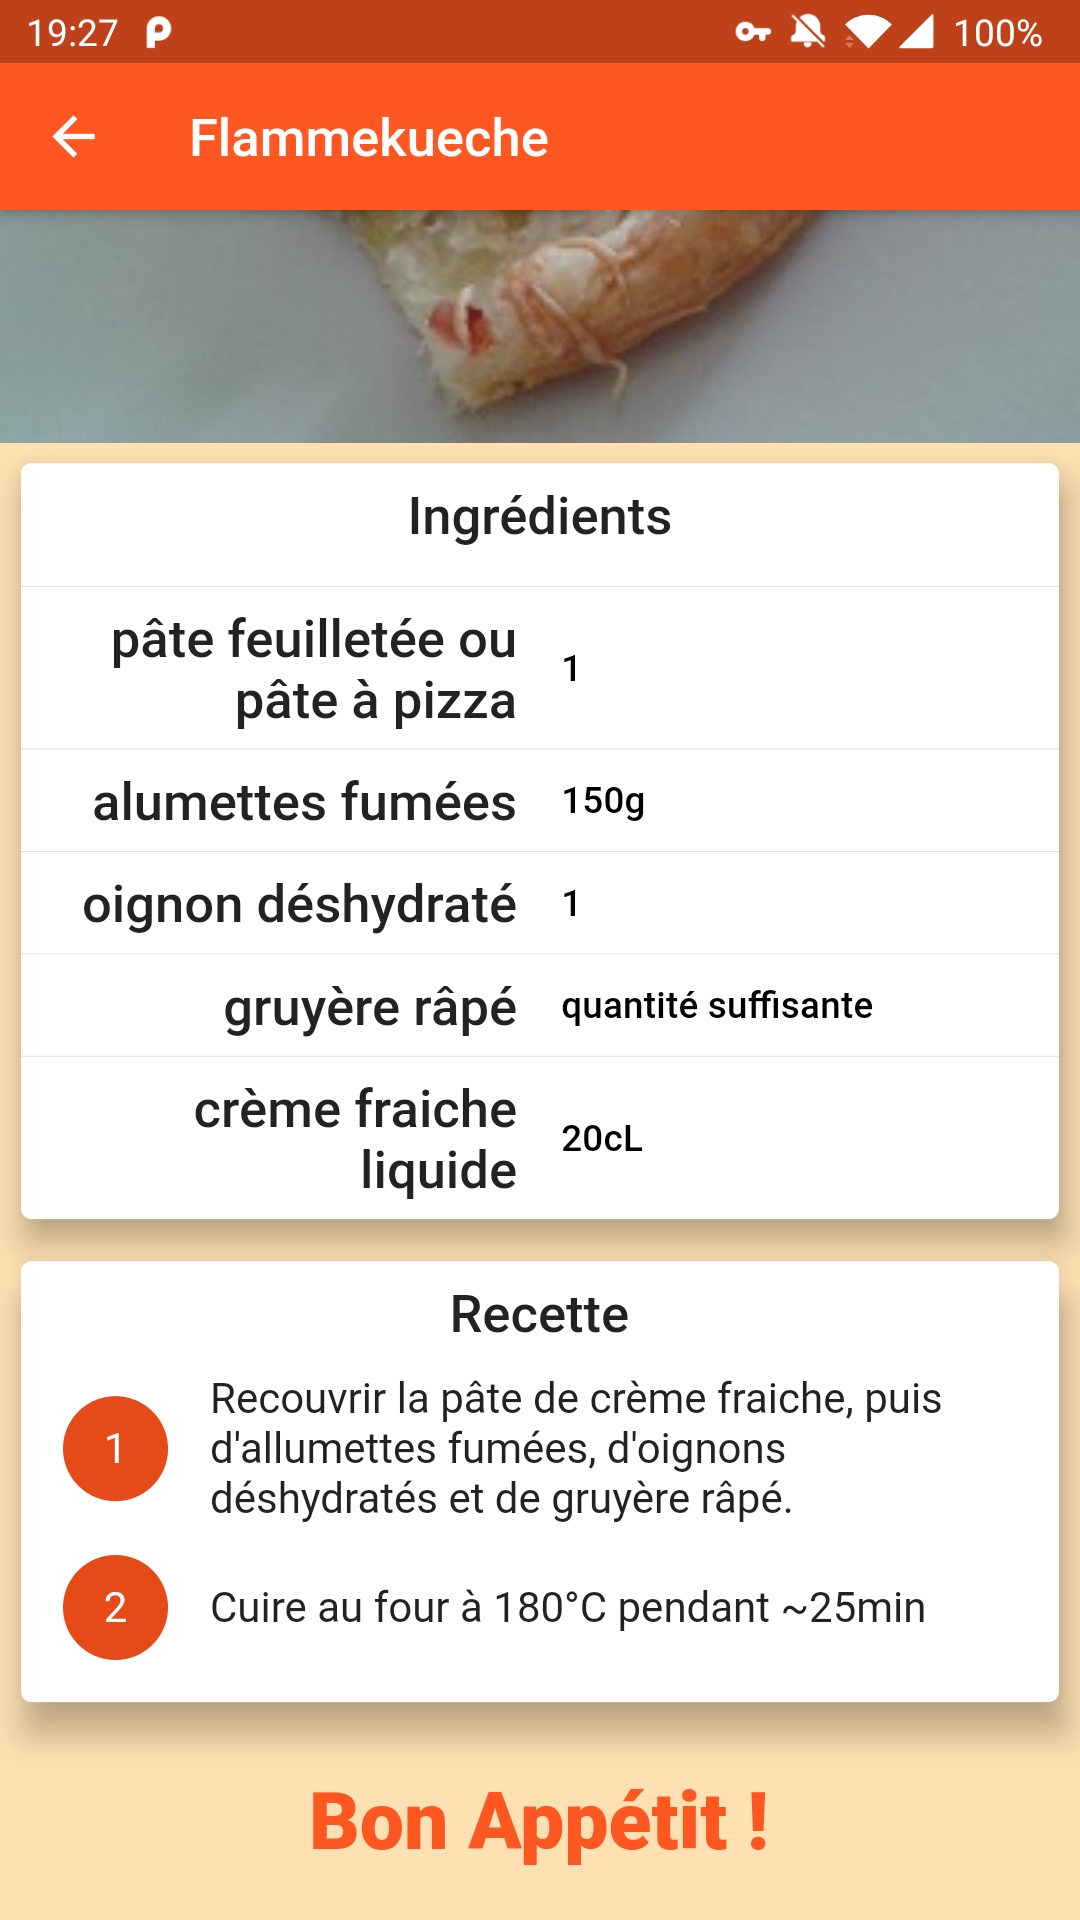 19:27
100%
Flammekueche
Ingrédients
pâte feuilletée ou
pâte à pizza
1
alumettes fumées
150g
oignon déshydraté
1
gruyère râpé
quantité suffisante
crème fraiche
liquide
20cL
Recette
1
Recouvrir la pâte de crème fraiche, puis
d'allumettes fumées, d'oignons
déshydratés et de gruyère râpé.
2
Cuire au four à 180°C pendant ~25min
Bon Appétit !